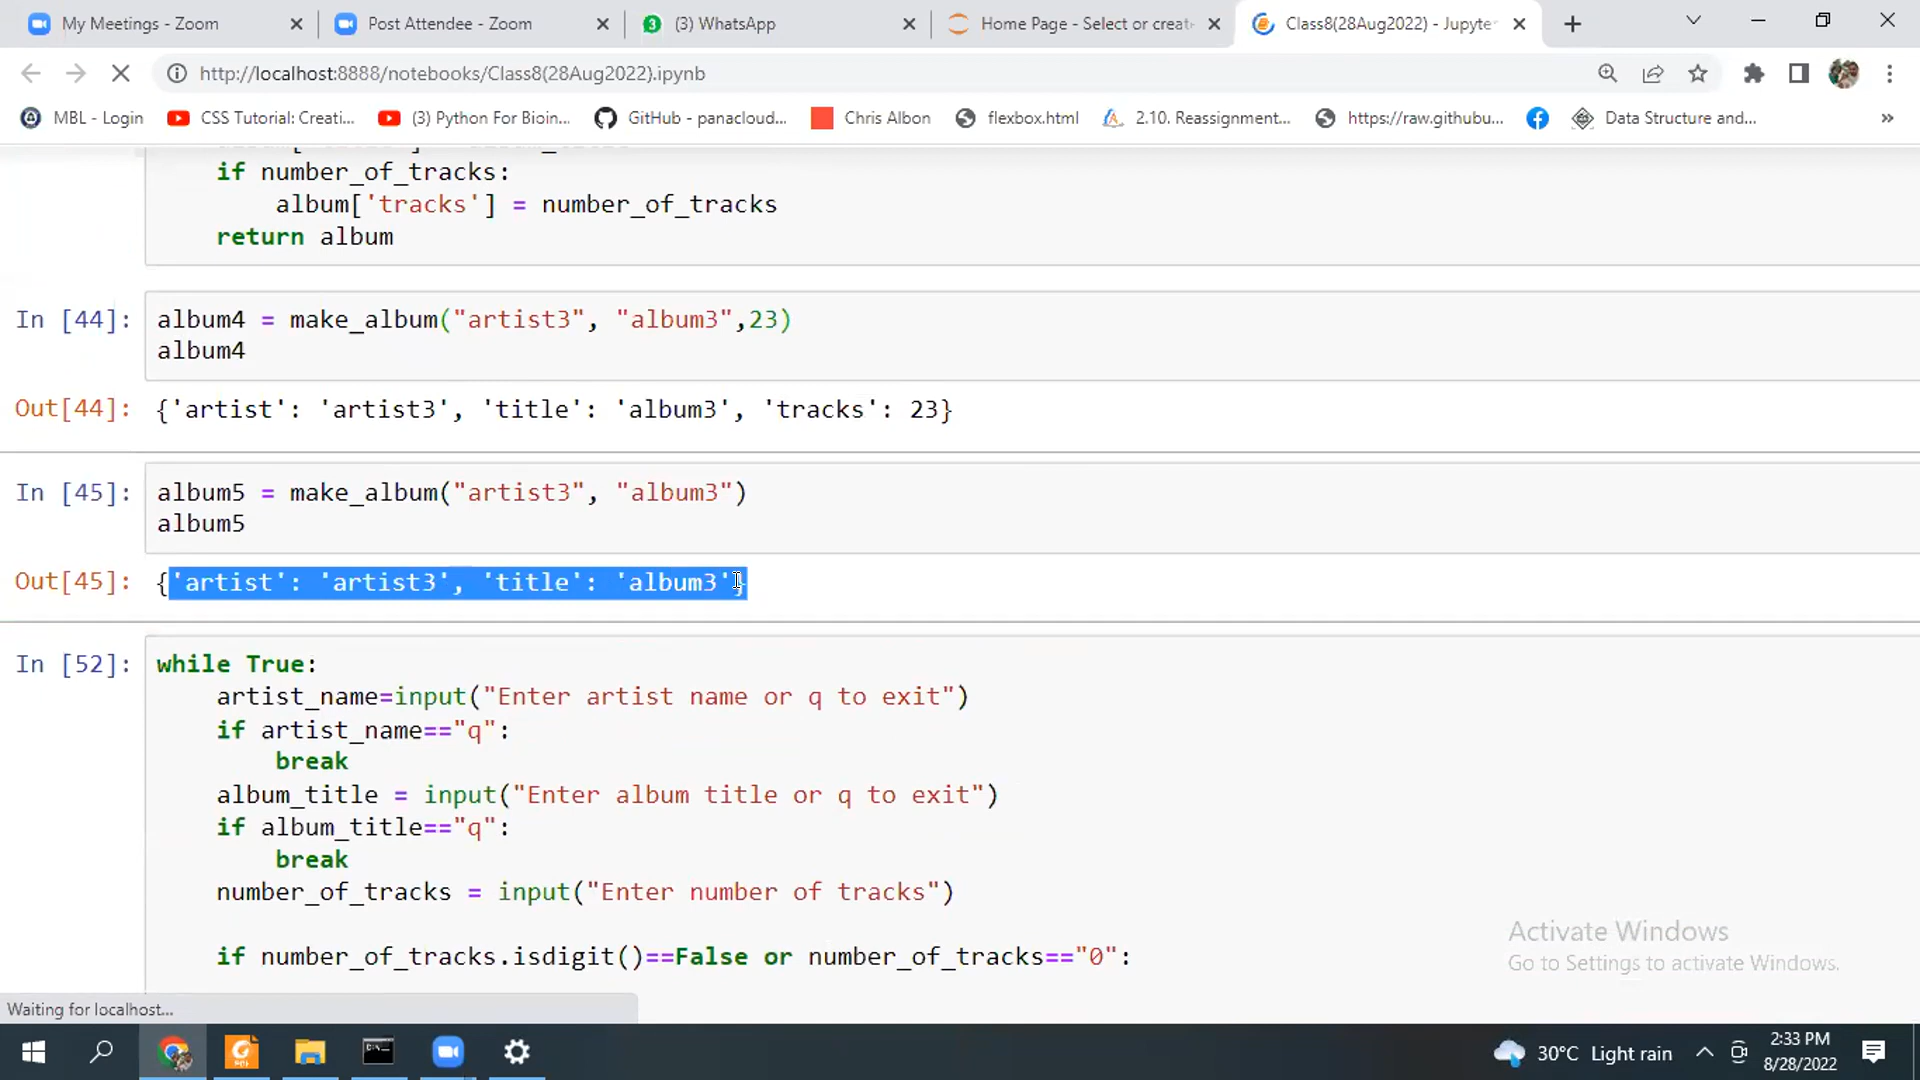 My Meetings - Zoom
Post Attendee - Zoom
3
(3) WhatsApp
Home Page - Select or creat
Class8(28Aug2022) - Jupyte
http://localhost:8888/notebooks/Class8(28Aug2022).ipynb
MBL - Login
CSS Tutorial: Creati...
(3) Python For Bioin...
GitHub - panacloud...
Chris Albon
flexbox.html
2.10. Reassignment...
https://raw.githubu...
Data Structure and...
»
if number_of_tracks:
album['tracks'] = number_of_tracks
return album
In [44]:
album4 = make_album("artist3", "album3",23)
album4
Out[44]: {'artist': 'artist3', 'title': 'album3', 'tracks': 23}
In [45]:
album5 = make_album("artist3", "album3")
album5
Out[45]: {'artist': 'artist3', 'title': 'album3'}
In [52]:
while True:
artist_name=input("Enter artist name or q to exit")
if artist_name=="q":
break
album_title = input("Enter album title or q to exit")
if album_title=="q":
break
number_of_tracks = input("Enter number of tracks")
if number_of_tracks.isdigit()==False or number_of_tracks=="0":
Activate Windows
Go to Settings to activate Windows.
Waiting for localhost...
30°C Light rain
2:33 PM
8/28/2022